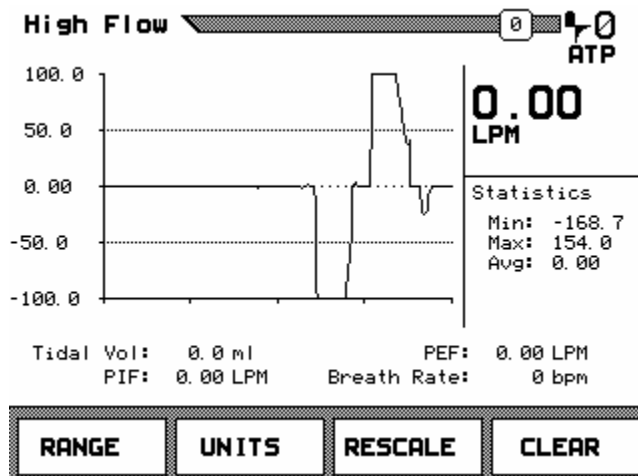 High Flow
0
0
ATP
100.0
50.0
0.00
-50.0
-100.0
0.00
LPM
Statistics
Min: -168.7
Max: 154.0
Avg: 0.00
Tidal Vol: 0.0 ml PEF: 0.00 LPM
PIF: 0.00 LPM Breath Rate: 0 bpm
RANGE UNITS RESCALE CLEAR